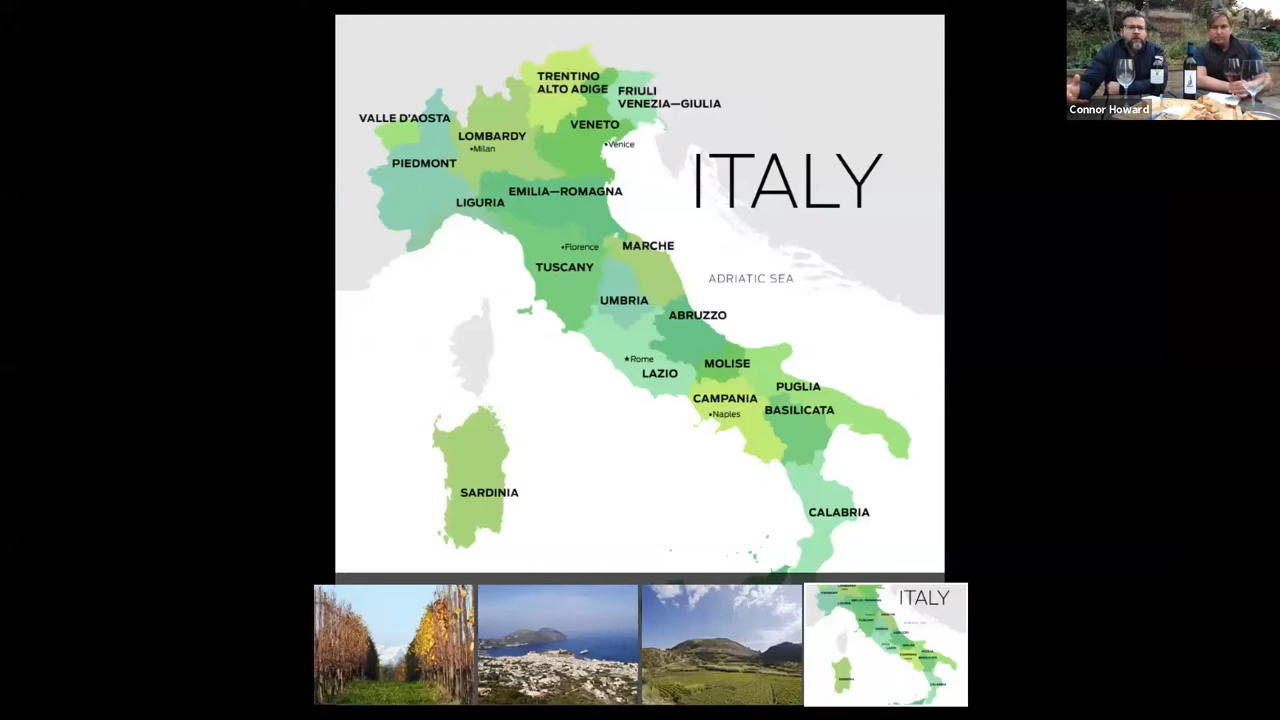 TRENTINO
ALTO ADIGE
FRIULI
VENEZIA—GIULIA
VALLE D'AOSTA
VENETO
LOMBARDY
•Milan
•Venice
PIEDMONT
ITALY
EMILIA—ROMAGNA
LIGURIA
•Florence
MARCHE
TUSCANY
ADRIATIC SEA
UMBRIA
ABRUZZO
★Rome
MOLISE
LAZIO
PUGLIA
CAMPANIA
•Naples
BASILICATA
SARDINIA
CALABRIA
Connor Howard
ITALY